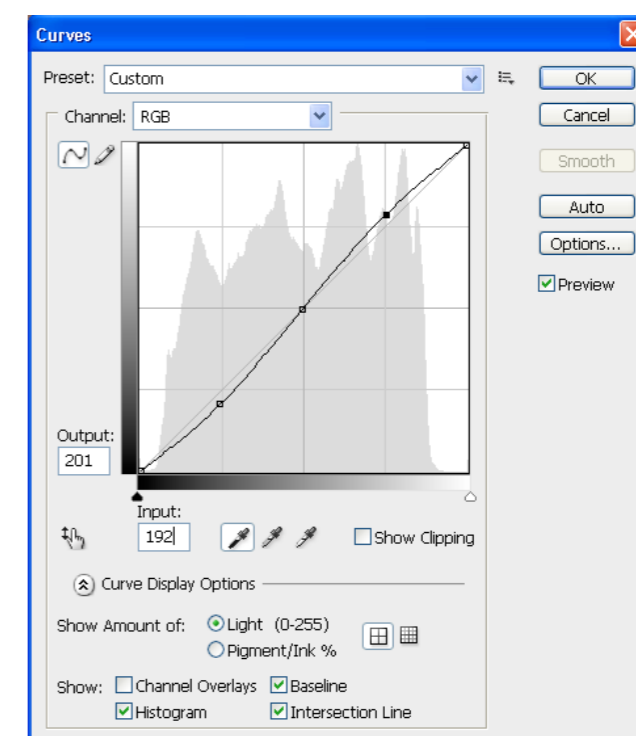 Curves
Preset: Custom
OK
Channel: RGB
Cancel
Smooth
Auto
Options...
Preview
Output:
201
Input:
192
Show Clipping
Curve Display Options
Show Amount of: Light (0-255)
Pigment/Ink %
Show: Channel Overlays Baseline
Histogram Intersection Line